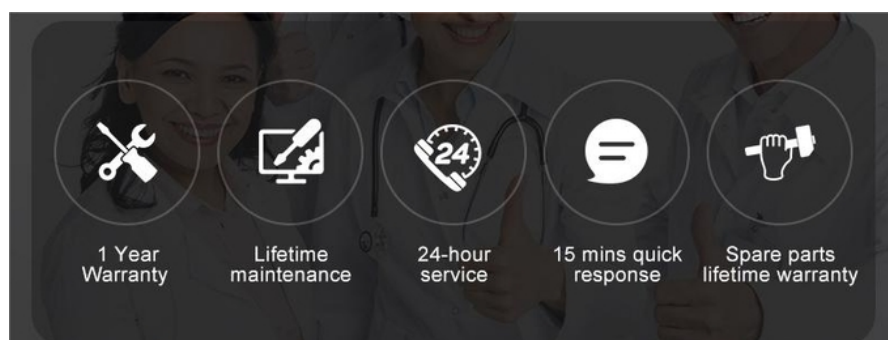 24
1 Year
Warranty
Lifetime
maintenance
24-hour
service
15 mins quick
response
Spare parts
lifetime warranty